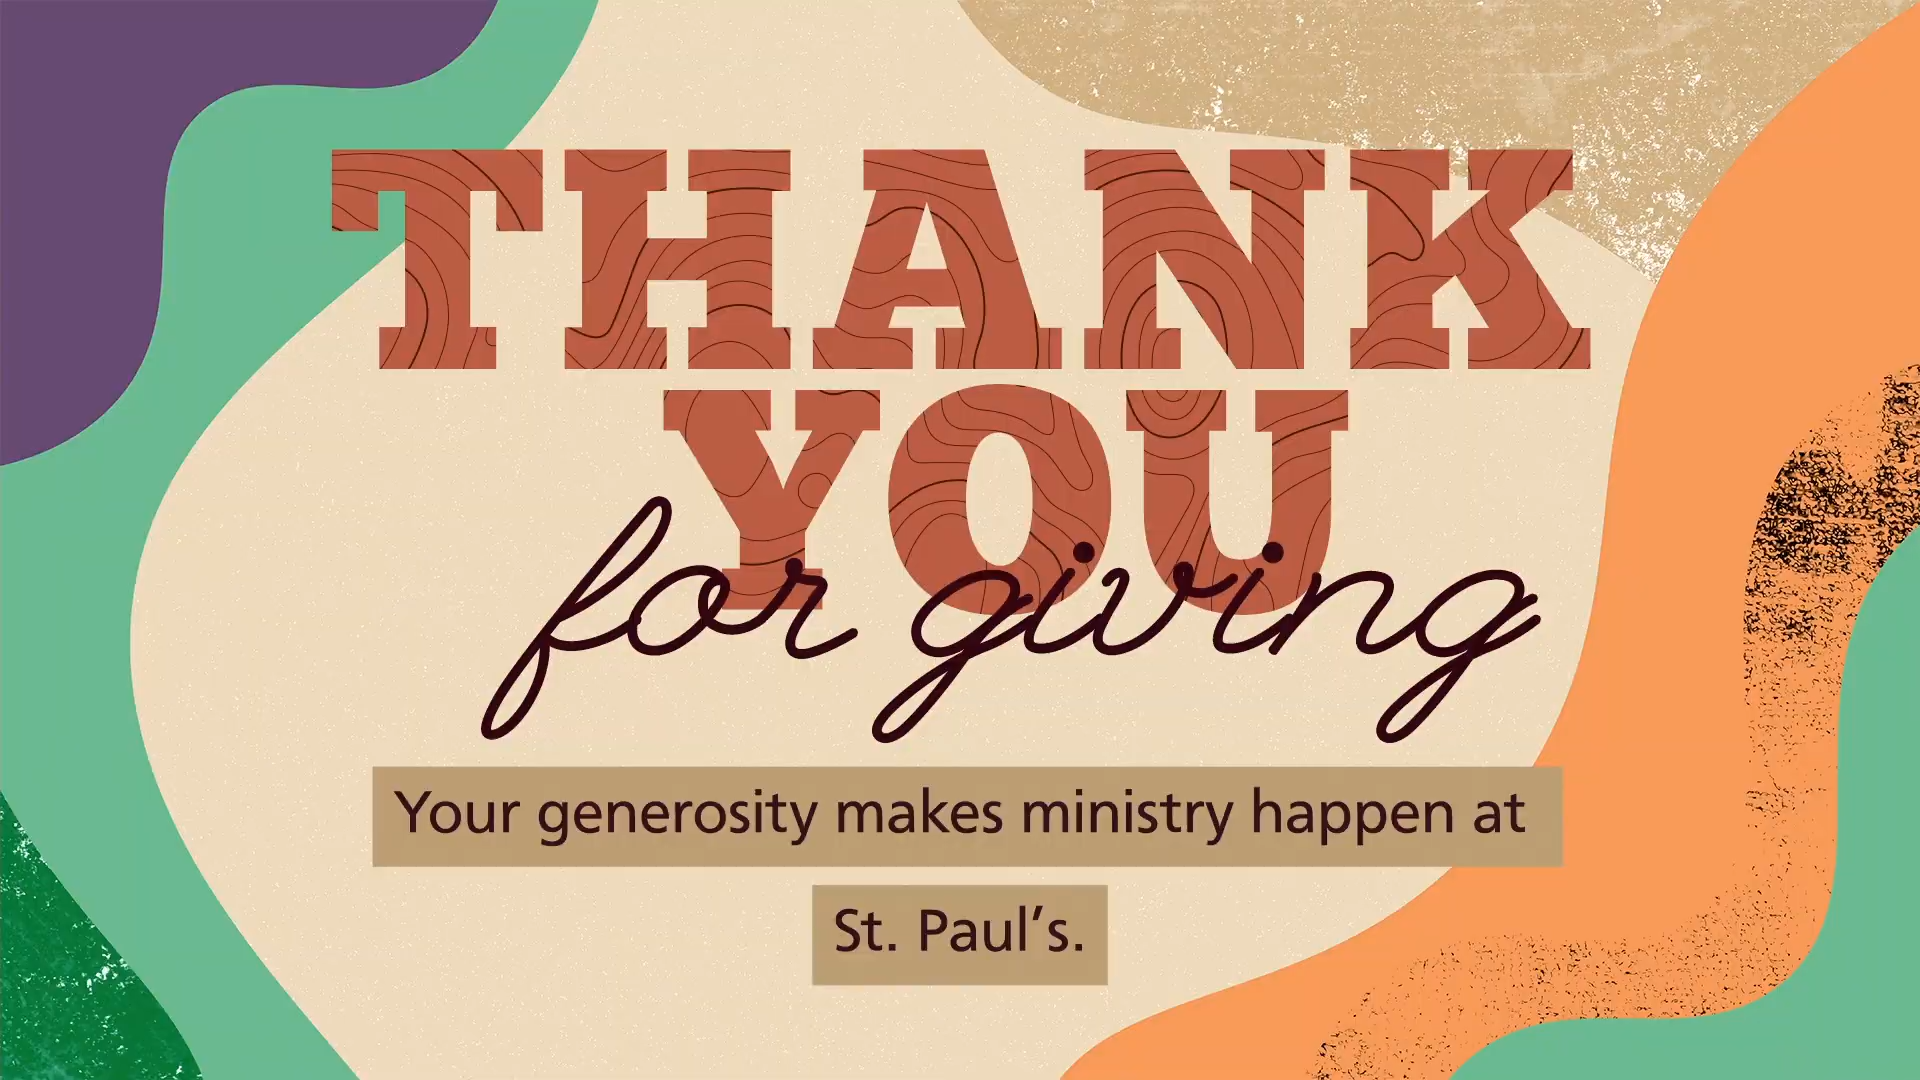 THANK
YOU
for giving
Your generosity makes ministry happen at
St. Paul’s.